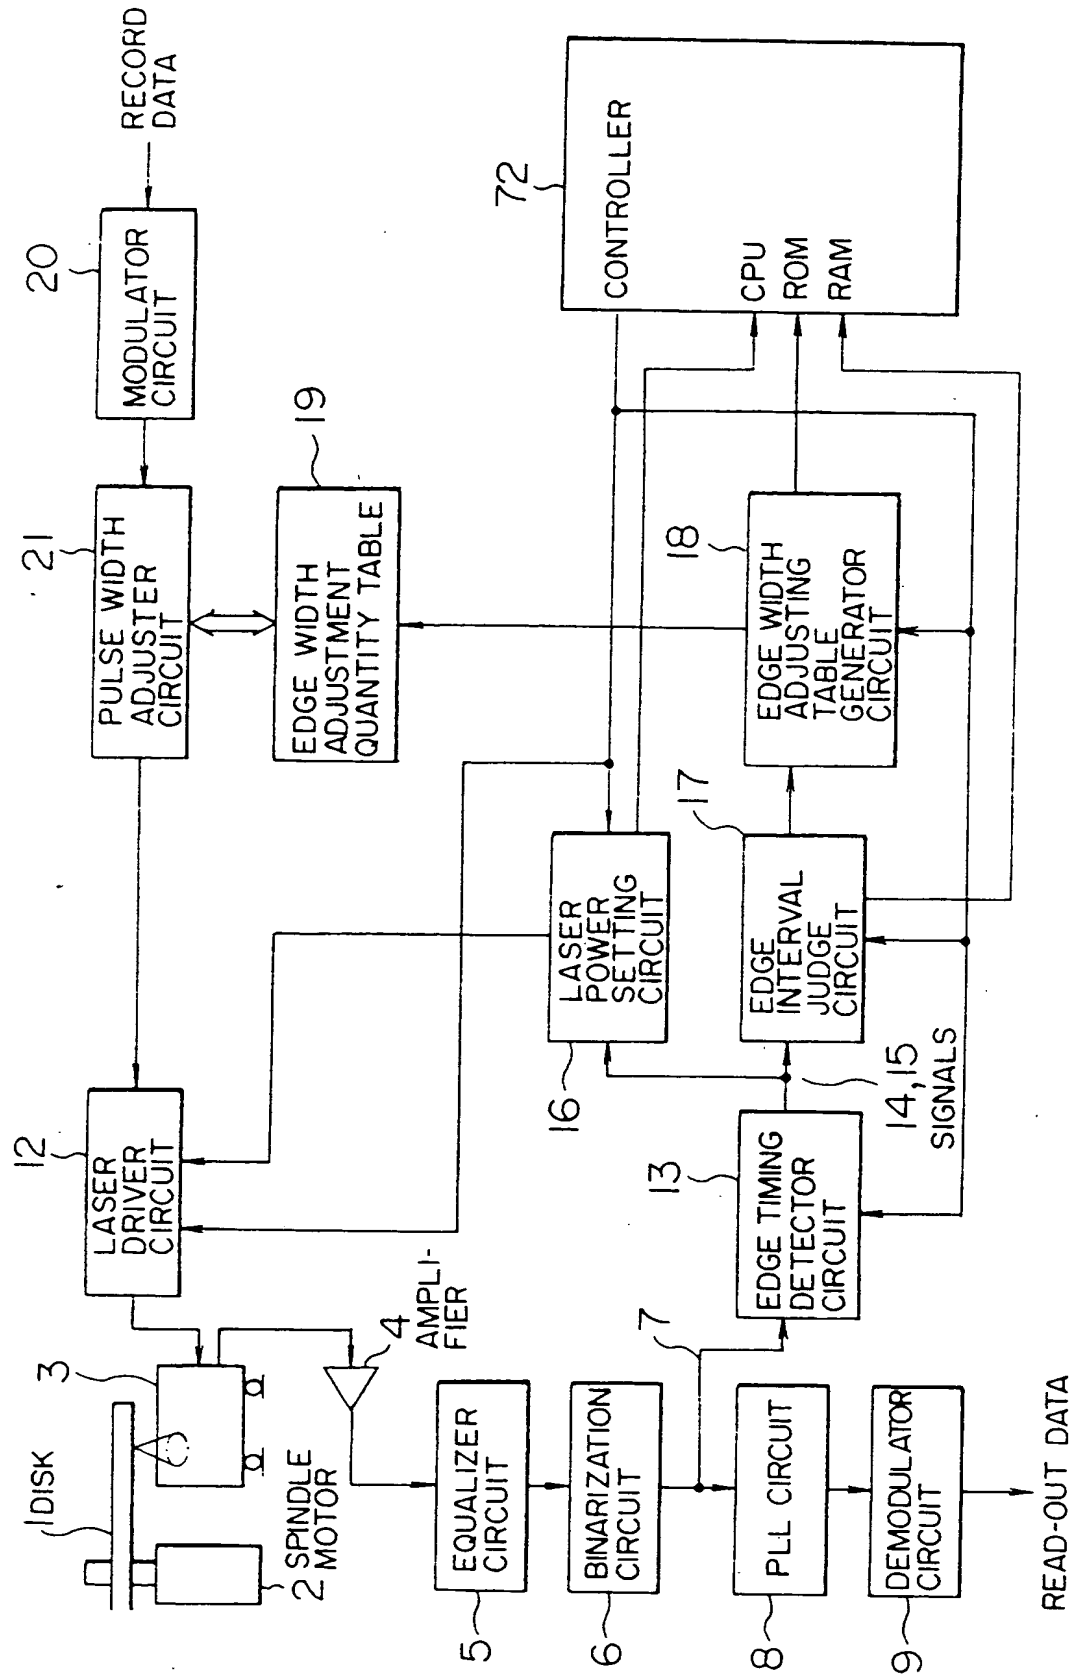 1 DISK
2 SPINDLE
MOTOR
3
4
AMPLI-
FIER
5
EQUALIZER
CIRCUIT
6
BINARIZATION
CIRCUIT
7
8
PLL CIRCUIT
9
DEMODULATOR
CIRCUIT
READ-OUT DATA
12
LASER
DRIVER
CIRCUIT
13
EDGE TIMING
DETECTOR
CIRCUIT
14, 15
SIGNALS
16
LASER
POWER
SETTING
CIRCUIT
17
EDGE
INTERVAL
JUDGE
CIRCUIT
18
EDGE WIDTH
ADJUSTING
TABLE
GENERATOR
CIRCUIT
19
EDGE WIDTH
ADJUSTMENT
QUANTITY TABLE
21
PULSE WIDTH
ADJUSTER
CIRCUIT
20
MODULATOR
CIRCUIT
RECORD
DATA
72
CONTROLLER
CPU
ROM
RAM